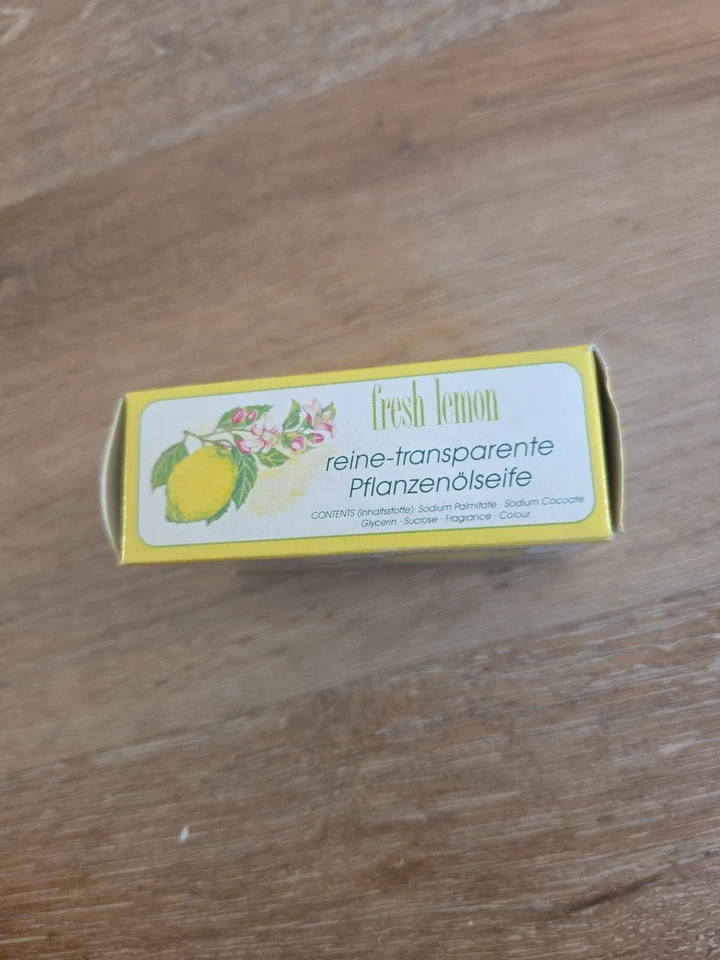 fresh lemon
reine-transparente
Pflanzenölseife
CONTENTS (Inhaltsstoffe): Sodium Palmitate · Sodium Cocoate
Glycerin · Sucrose · Fragrance · Colour